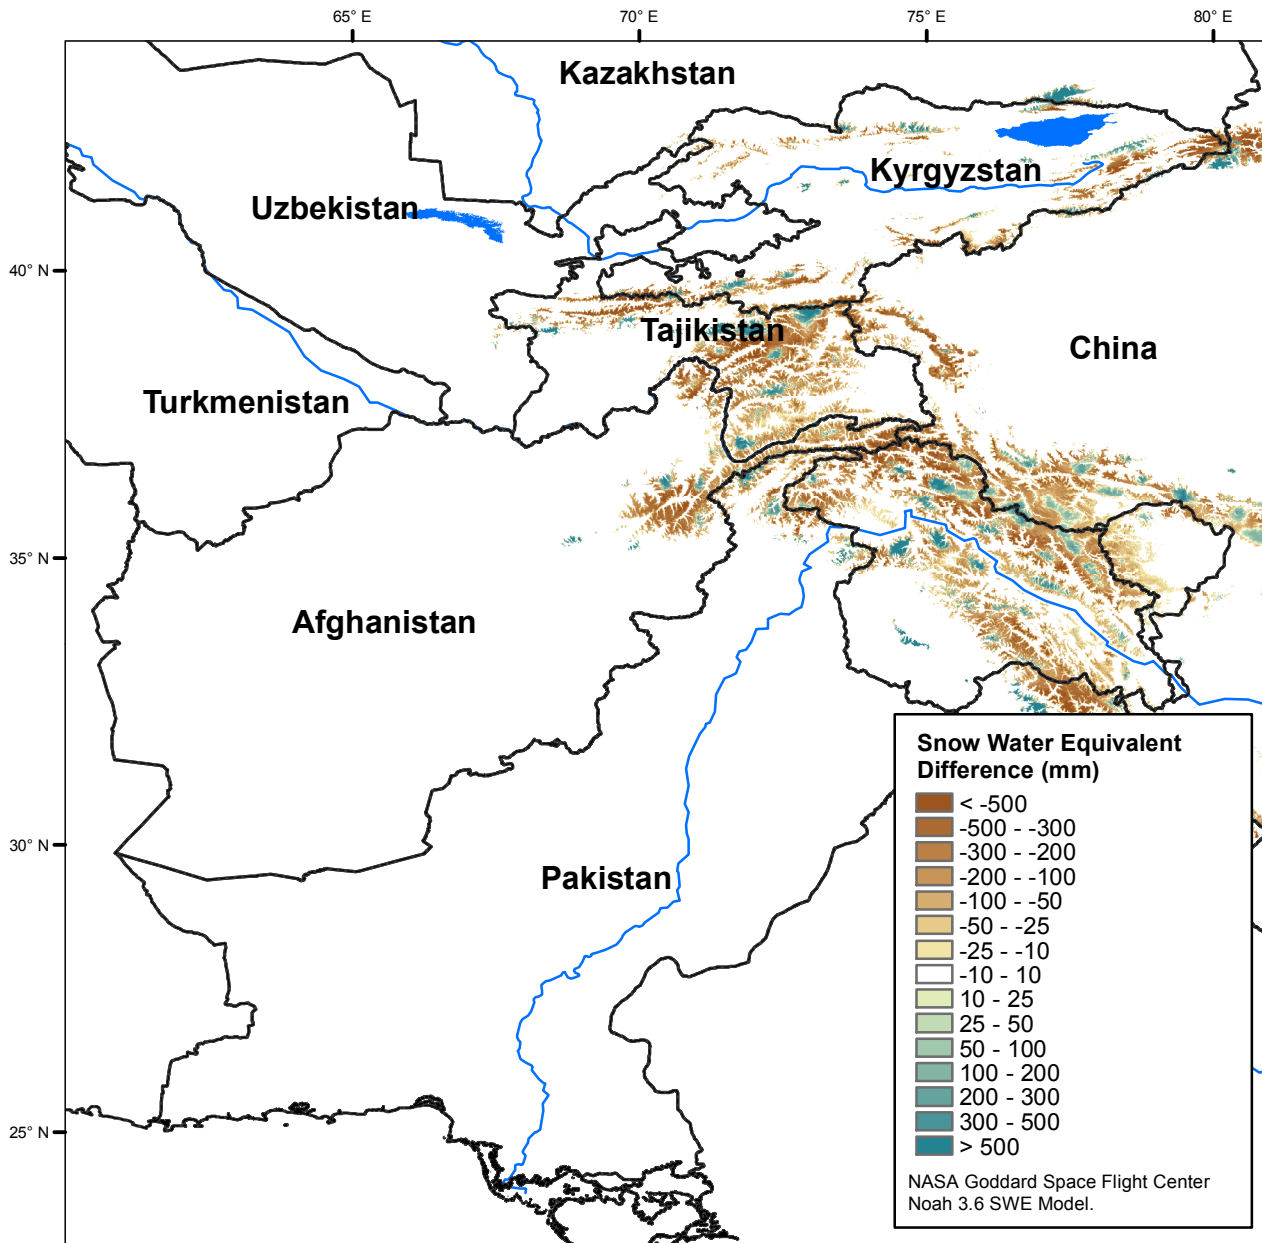 65° E
70° E
75° E
80° E
Kazakhstan
Kyrgyzstan
Uzbekistan
40° N
Tajikistan
China
Turkmenistan
35° N
Afghanistan
30° N
Pakistan
25° N
Snow Water Equivalent
Difference (mm)
< -500
-500 - -300
-300 - -200
-200 - -100
-100 - -50
-50 - -25
-25 - -10
-10 - 10
10 - 25
25 - 50
50 - 100
100 - 200
200 - 300
300 - 500
> 500
NASA Goddard Space Flight Center
Noah 3.6 SWE Model.